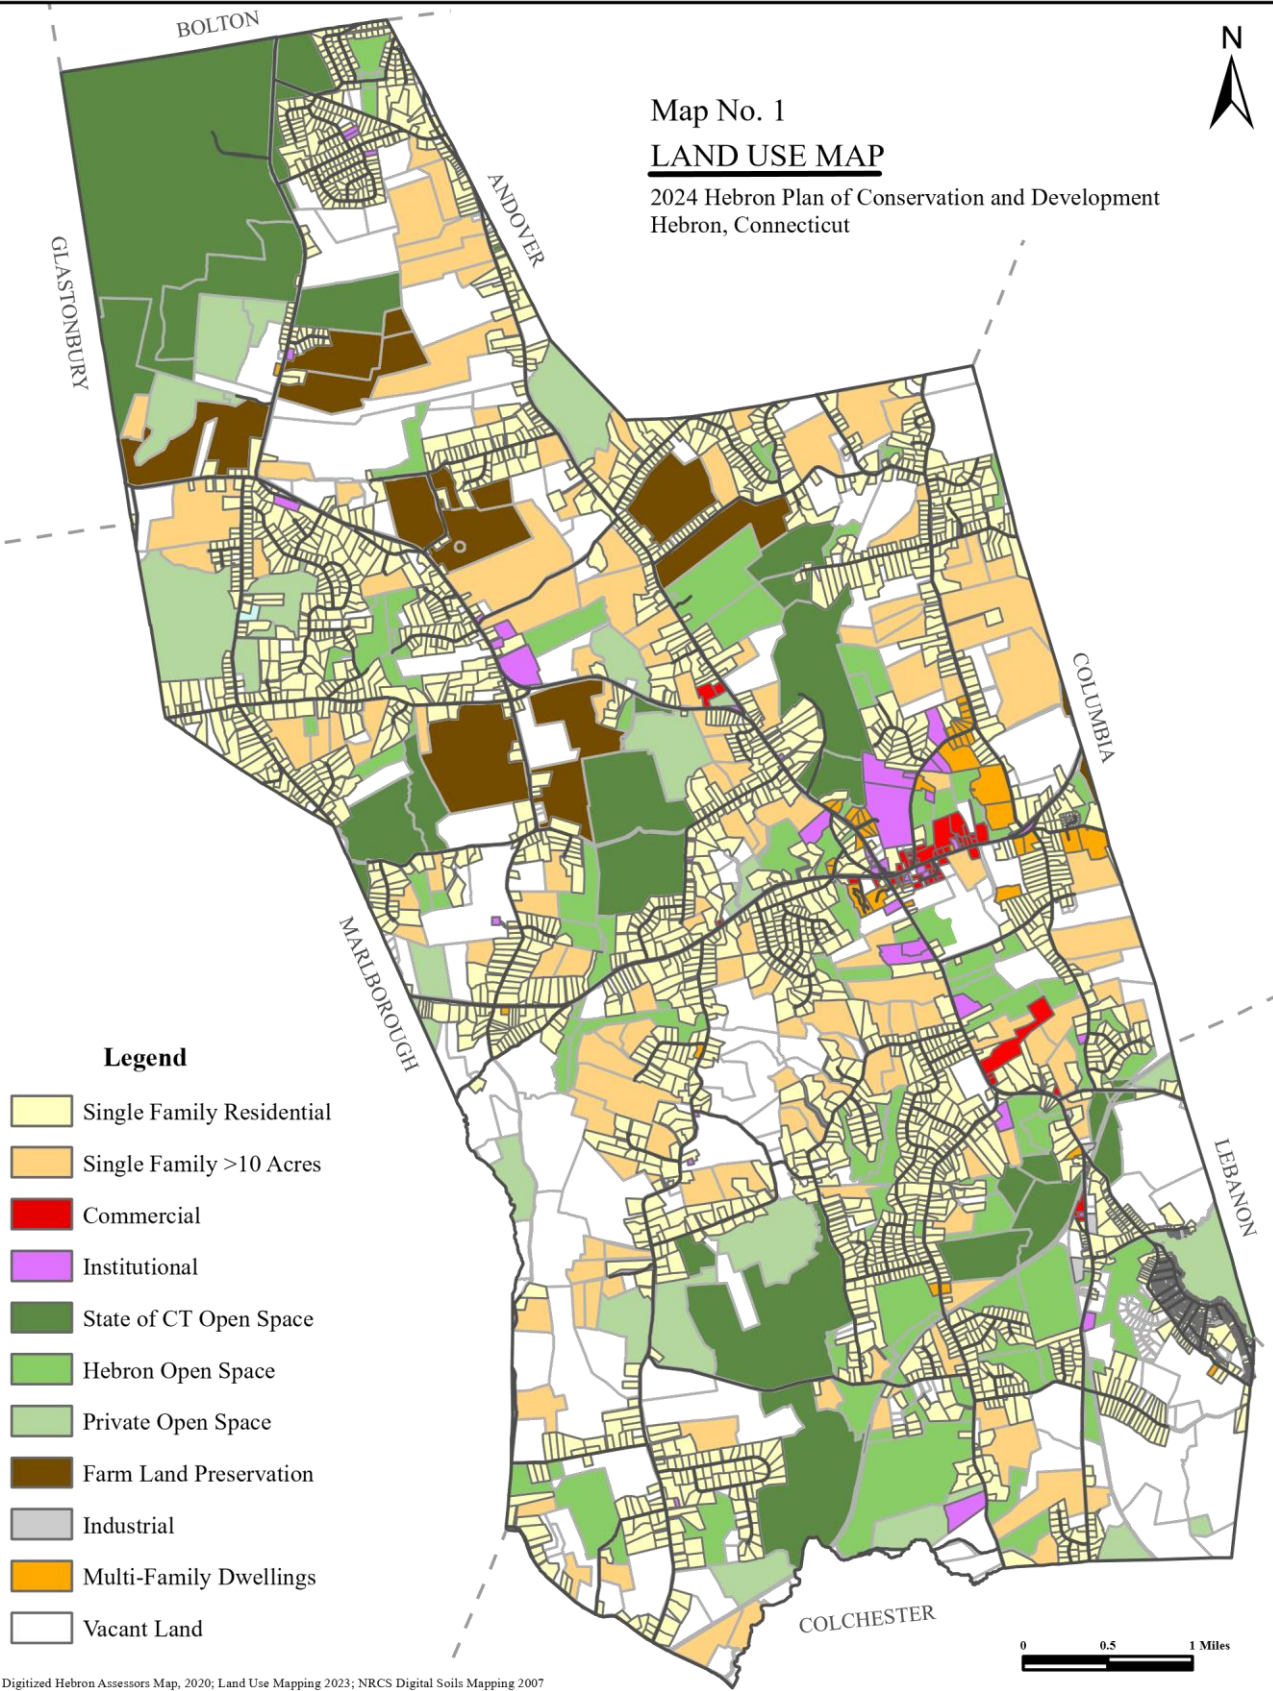 BOLTON
N
Map No. 1
LAND USE MAP
2024 Hebron Plan of Conservation and Development
Hebron, Connecticut
ANDOVER
GLASTONBURY
COLUMBIA
MARLBOROUGH
LEBANON
Legend
Single Family Residential
Single Family >10 Acres
Commercial
Institutional
State of CT Open Space
Hebron Open Space
Private Open Space
Farm Land Preservation
Industrial
Multi-Family Dwellings
Vacant Land
COLCHESTER
0 0.5 1 Miles
Digitized Hebron Assessors Map, 2020; Land Use Mapping 2023; NRCS Digital Soils Mapping 2007